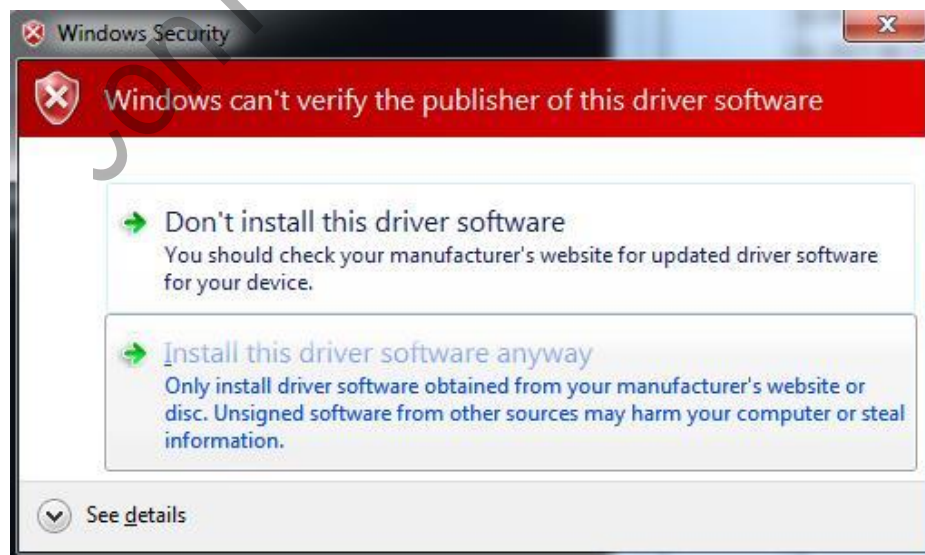 Windows Security
Windows can't verify the publisher of this driver software
Don't install this driver software
You should check your manufacturer's website for updated driver software
for your device.
Install this driver software anyway
Only install driver software obtained from your manufacturer's website or
disc. Unsigned software from other sources may harm your computer or steal
information.
See details